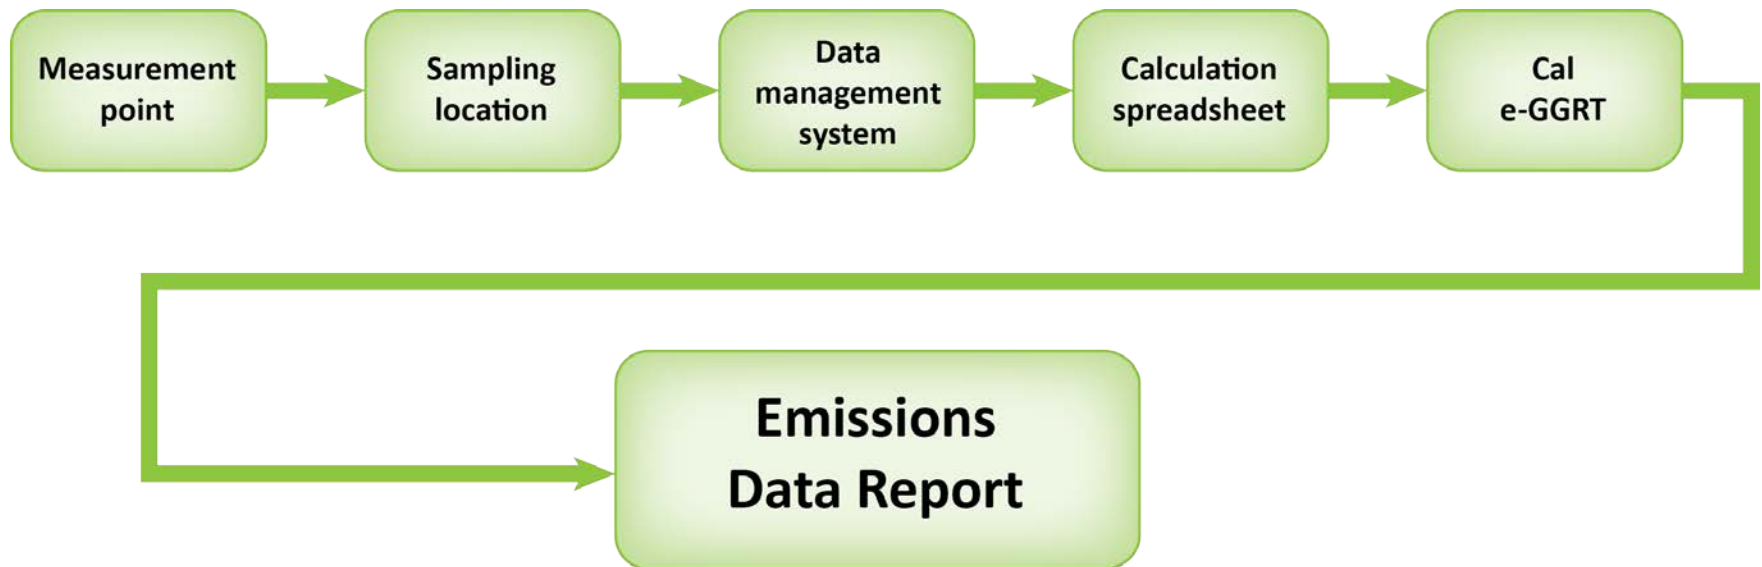 Measurement
point
Sampling
location
Data
management
system
Calculation
spreadsheet
Cal
e-GGRT
Emissions
Data Report